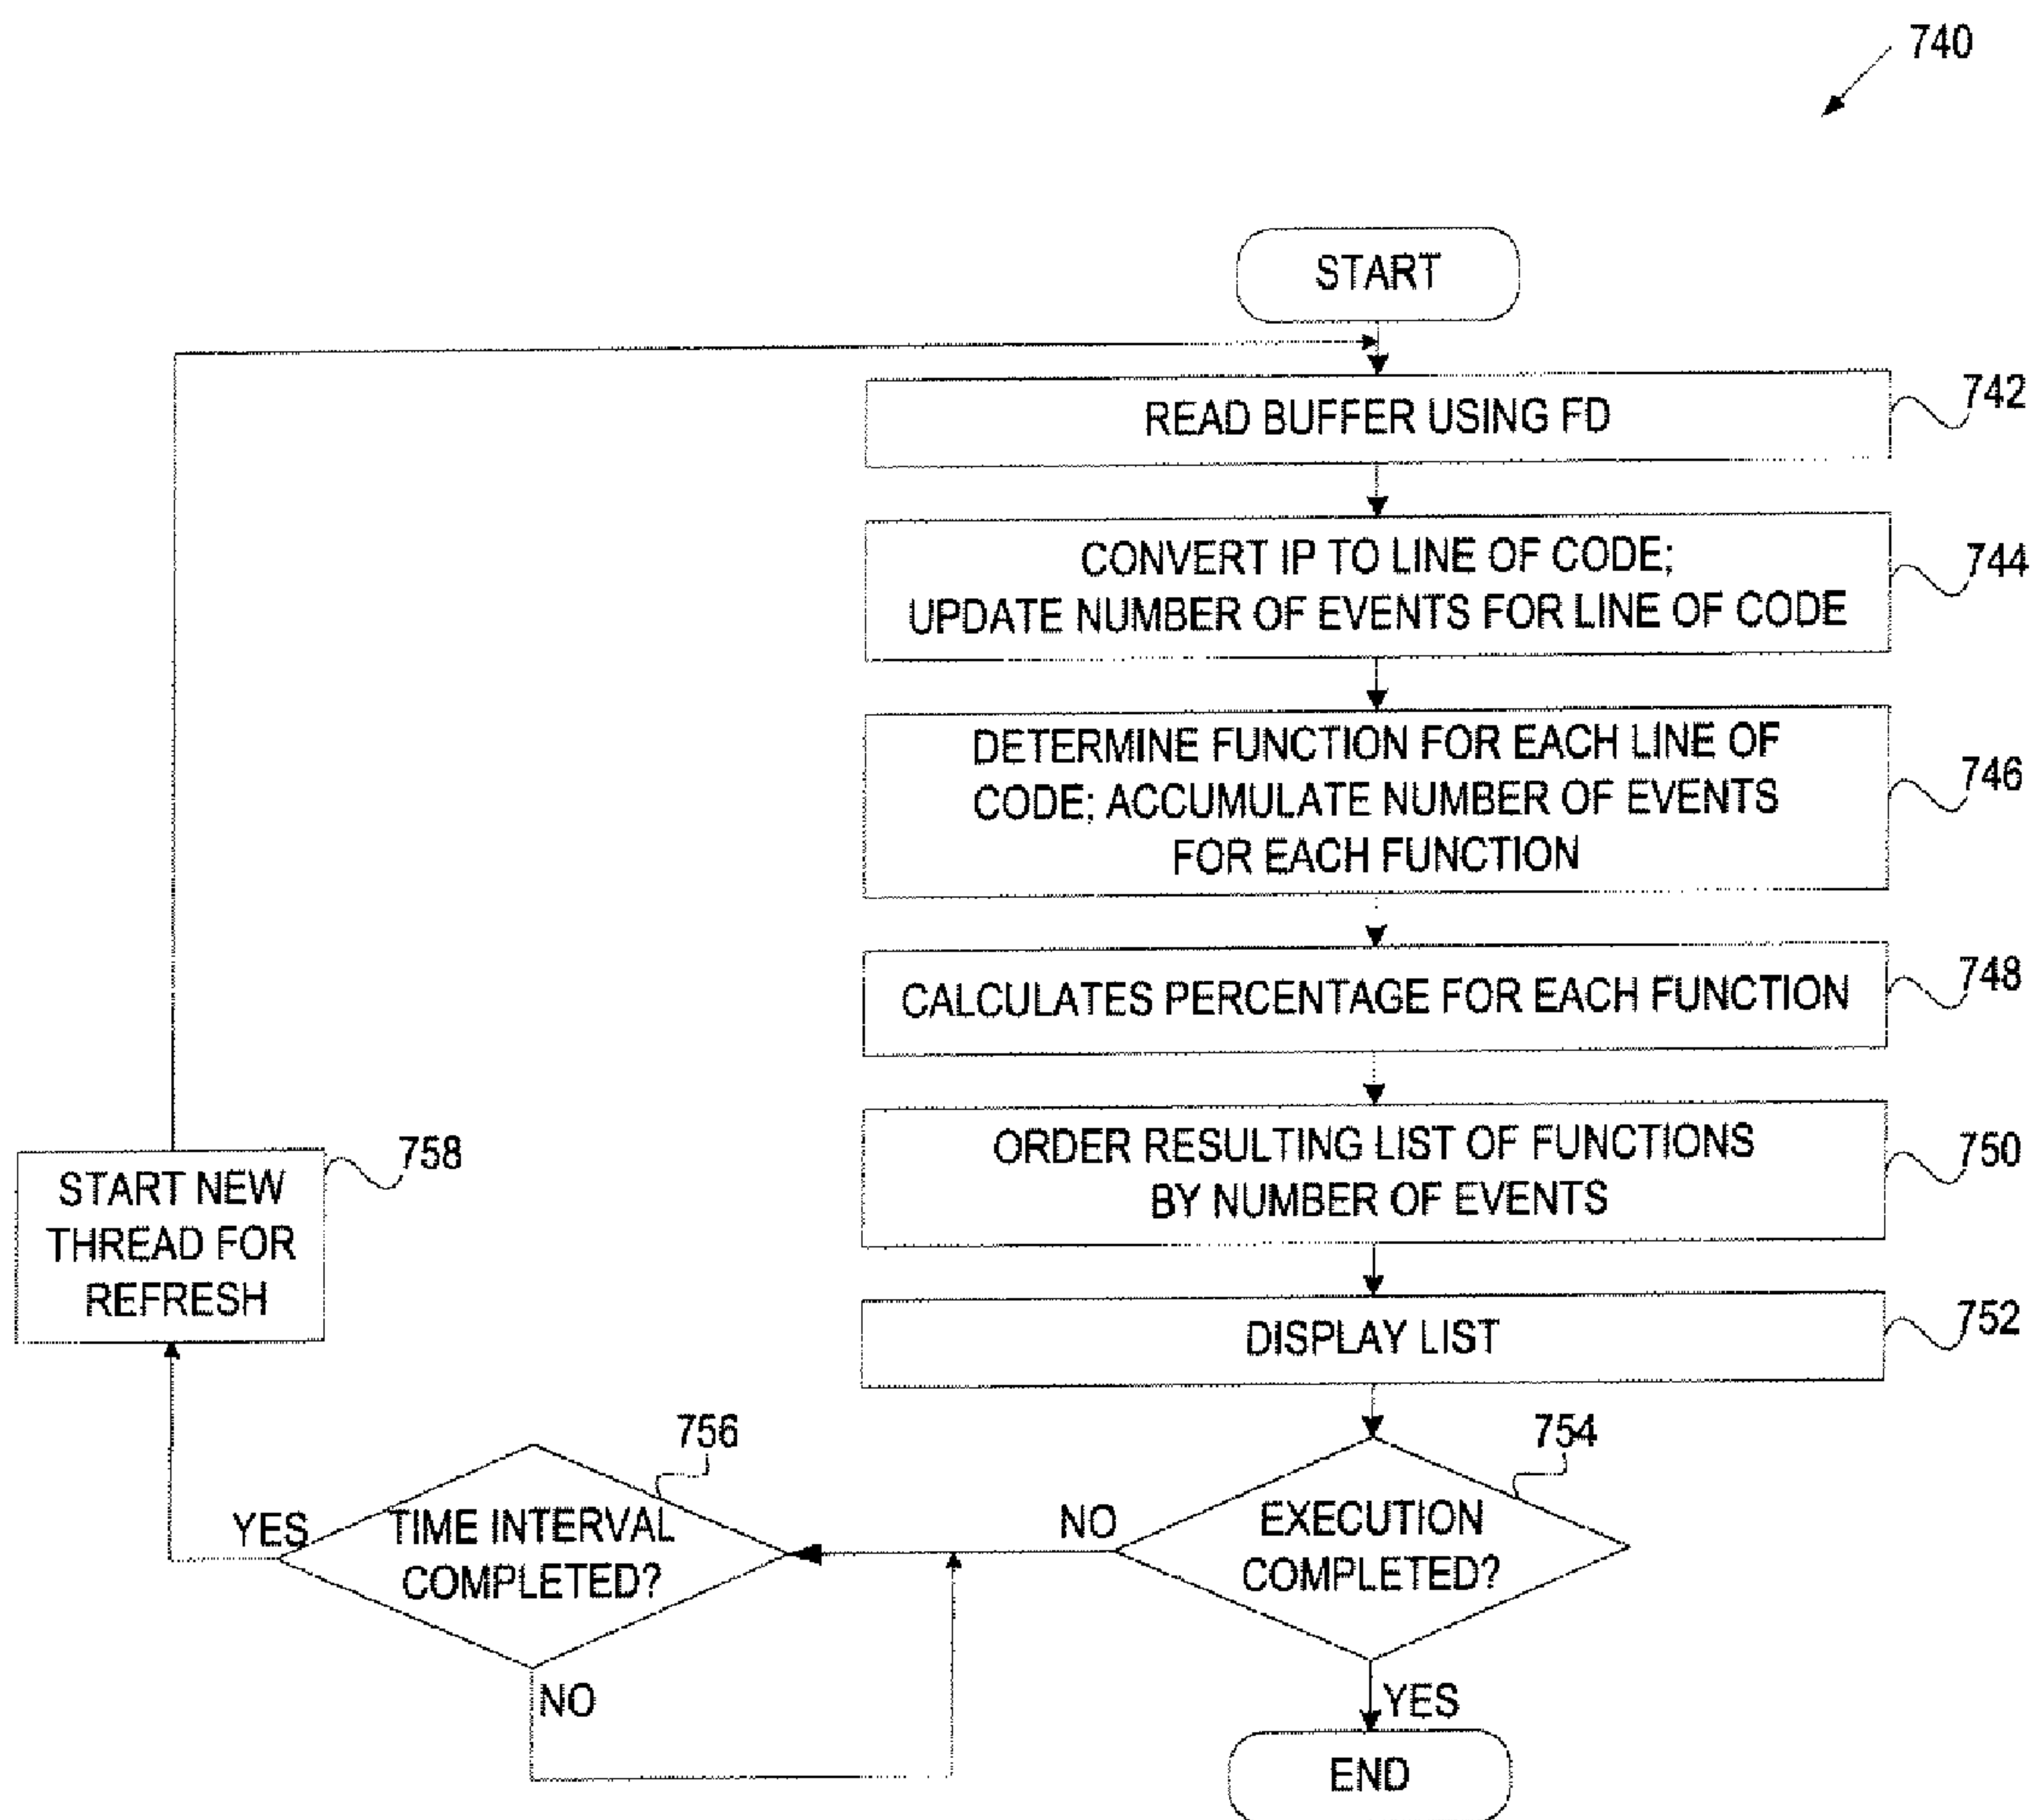 740
START
READ BUFFER USING FD
742
CONVERT IP TO LINE OF CODE;
UPDATE NUMBER OF EVENTS FOR LINE OF CODE
744
DETERMINE FUNCTION FOR EACH LINE OF
CODE; ACCUMULATE NUMBER OF EVENTS
FOR EACH FUNCTION
746
CALCULATES PERCENTAGE FOR EACH FUNCTION
748
ORDER RESULTING LIST OF FUNCTIONS
BY NUMBER OF EVENTS
750
DISPLAY LIST
752
EXECUTION
COMPLETED?
754
NO
YES
END
TIME INTERVAL
COMPLETED?
756
NO
YES
START NEW
THREAD FOR
REFRESH
758